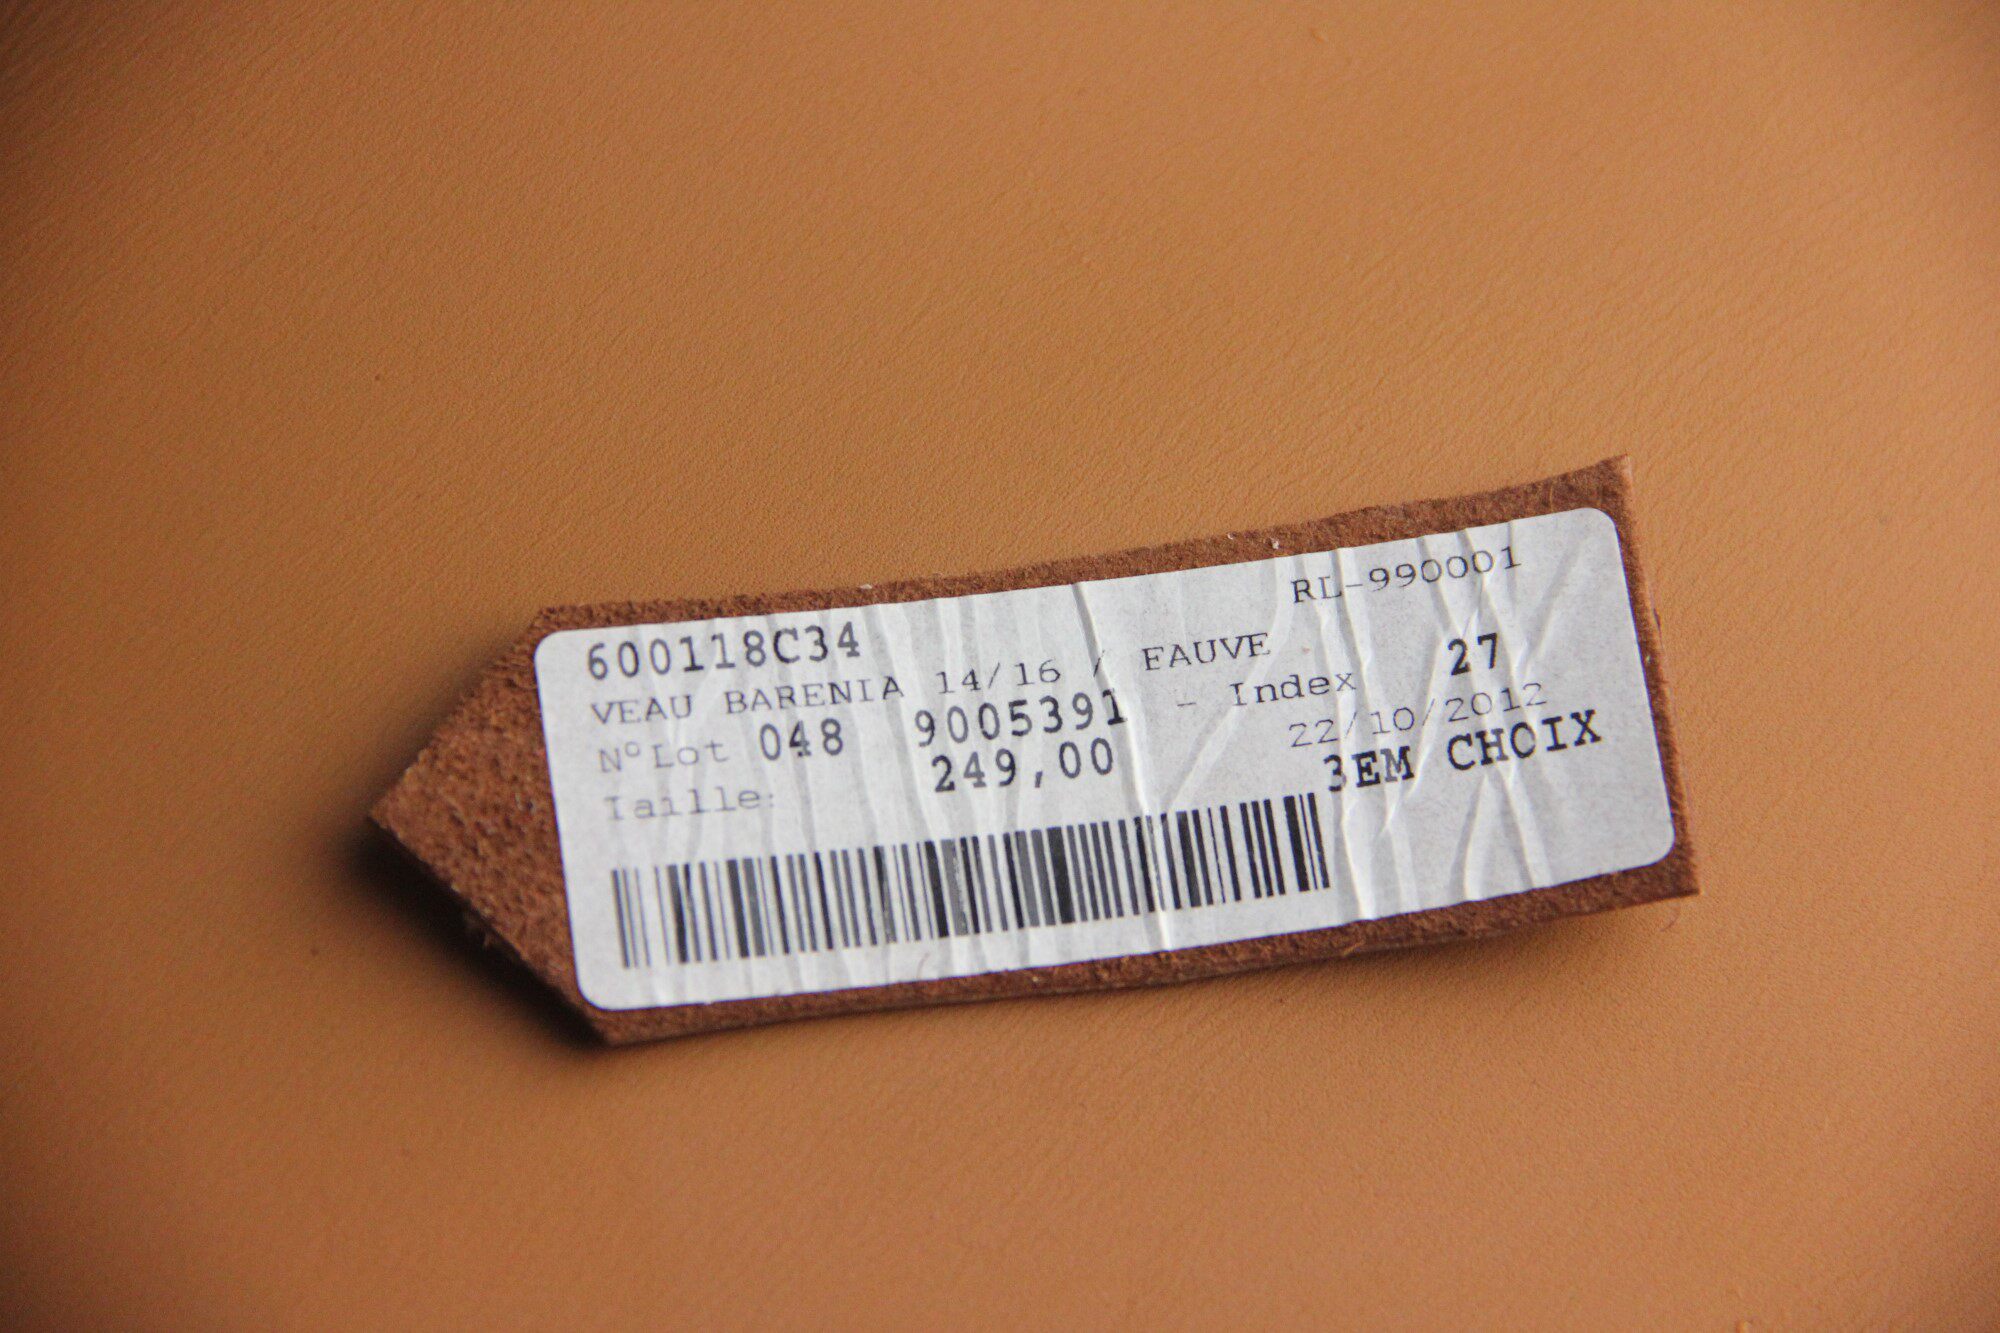 RL-990001
600118C34
VEAU BARENIA 14/16 / FAUVE 27
N°Lot 048 9005391 - Index 22/10/2012
Taille: 249,00 3EM CHOIX